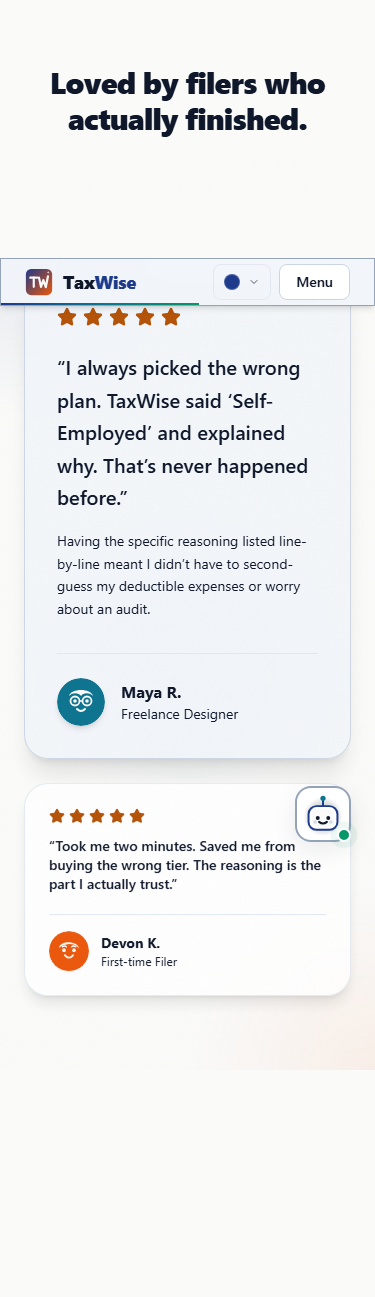 Loved by filers who
actually finished.
TW TaxWise Menu
“I always picked the wrong
plan. TaxWise said ‘Self-
Employed’ and explained
why. That’s never happened
before.”
Having the specific reasoning listed line-
by-line meant I didn’t have to second-
guess my deductible expenses or worry
about an audit.
Maya R.
Freelance Designer
“Took me two minutes. Saved me from
buying the wrong tier. The reasoning is the
part I actually trust.”
Devon K.
First-time Filer